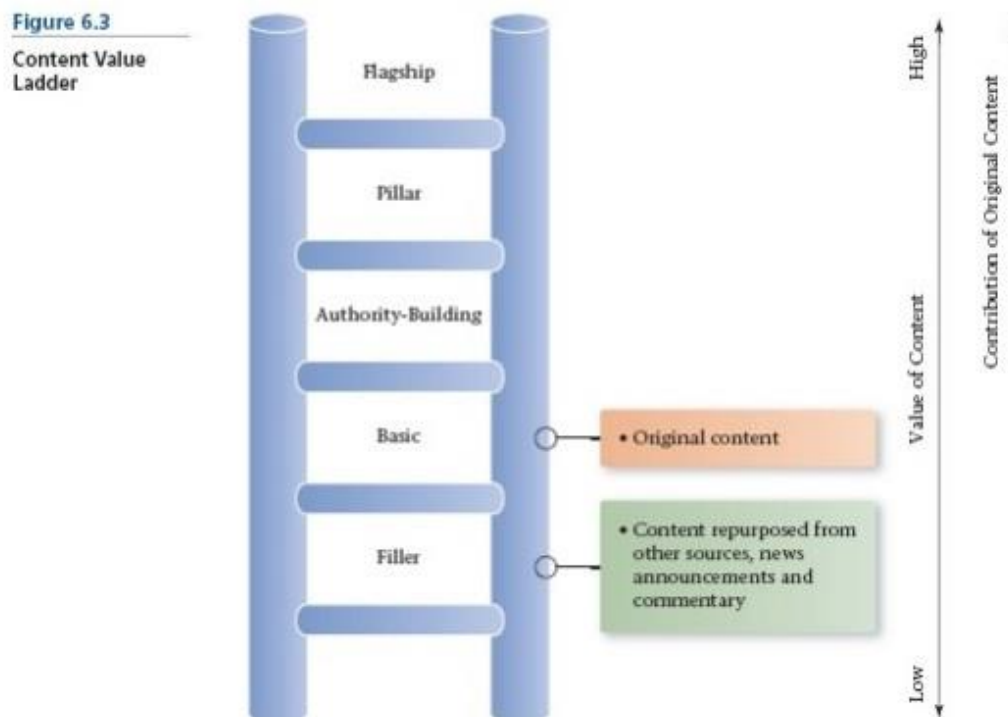 Figure 6.3
Content Value
Ladder
Flagship
Pillar
Authority-Building
Basic
Filler
• Original content
• Content repurposed from
other sources, news
announcements and
commentary
High
Value of Content
Low
Contribution of Original Content